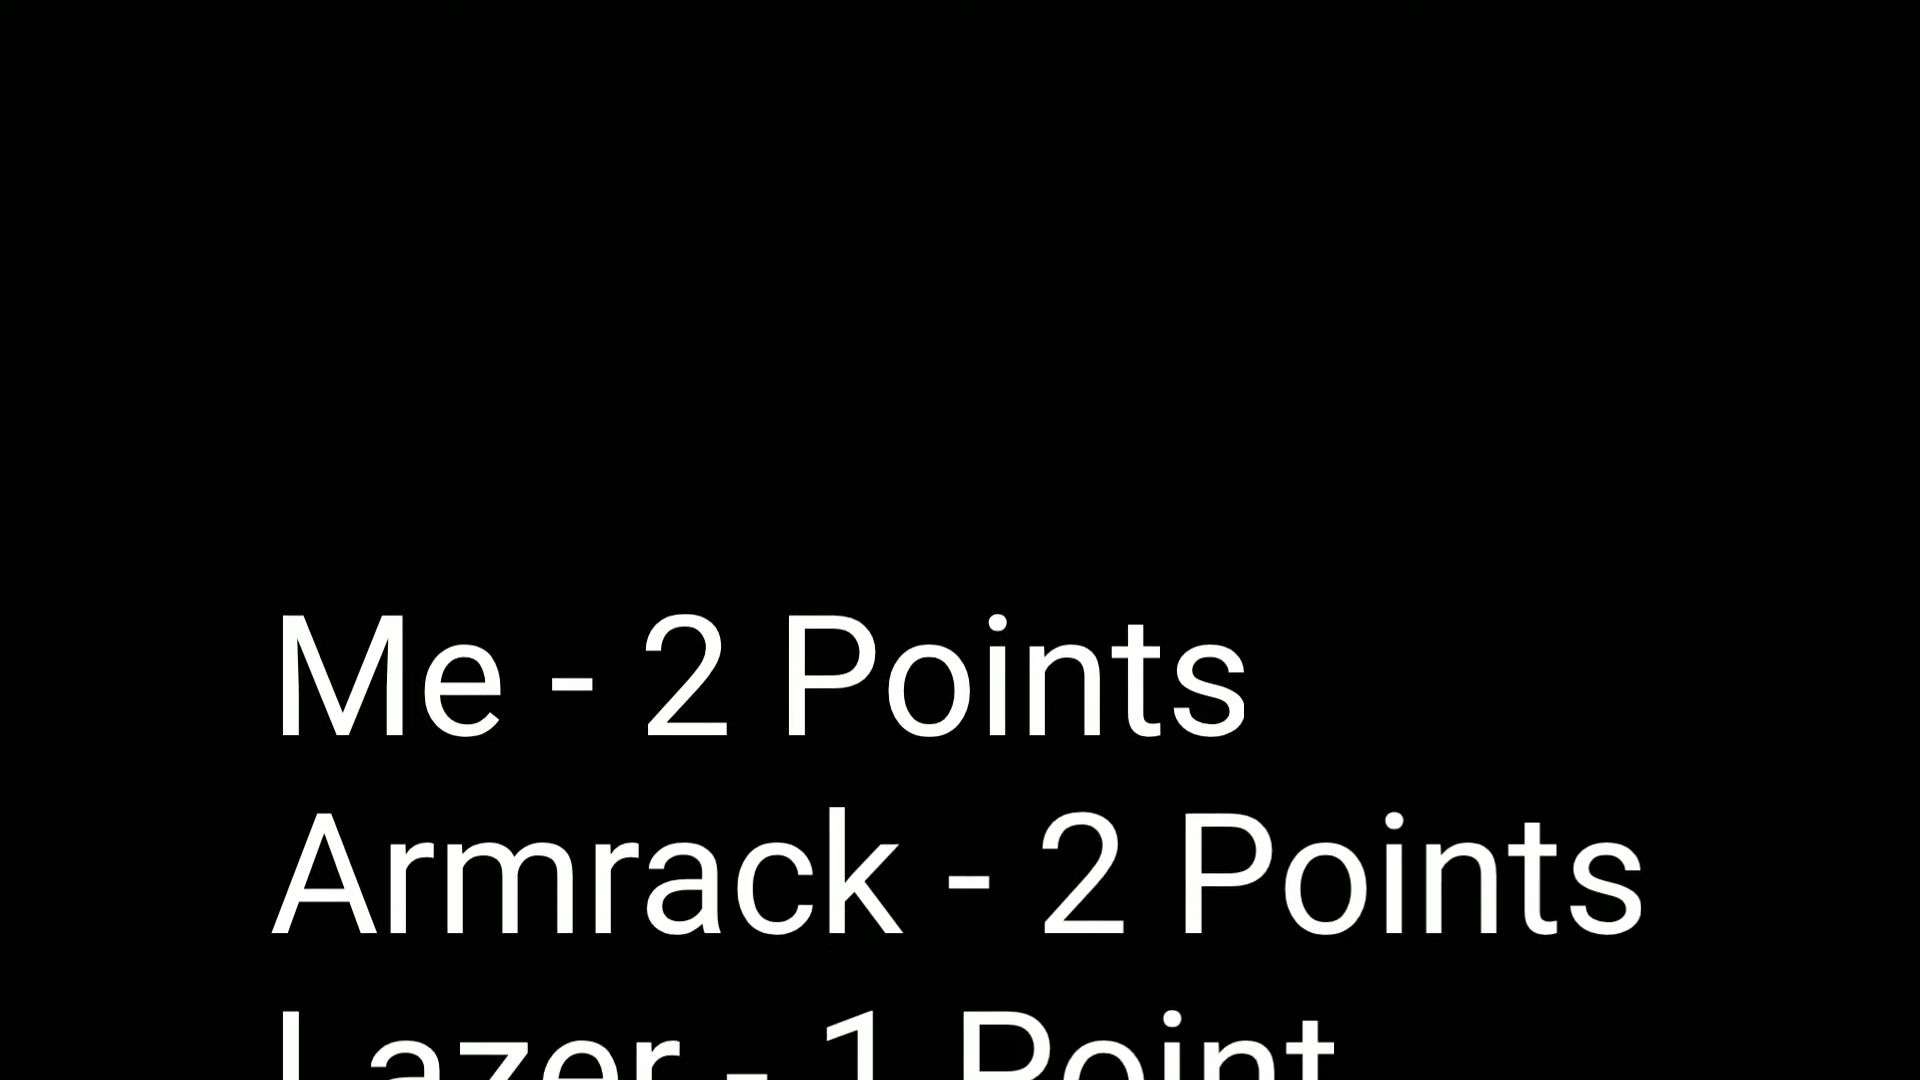 Me - 2 Points
Armrack - 2 Points
Lazer - 1 Point